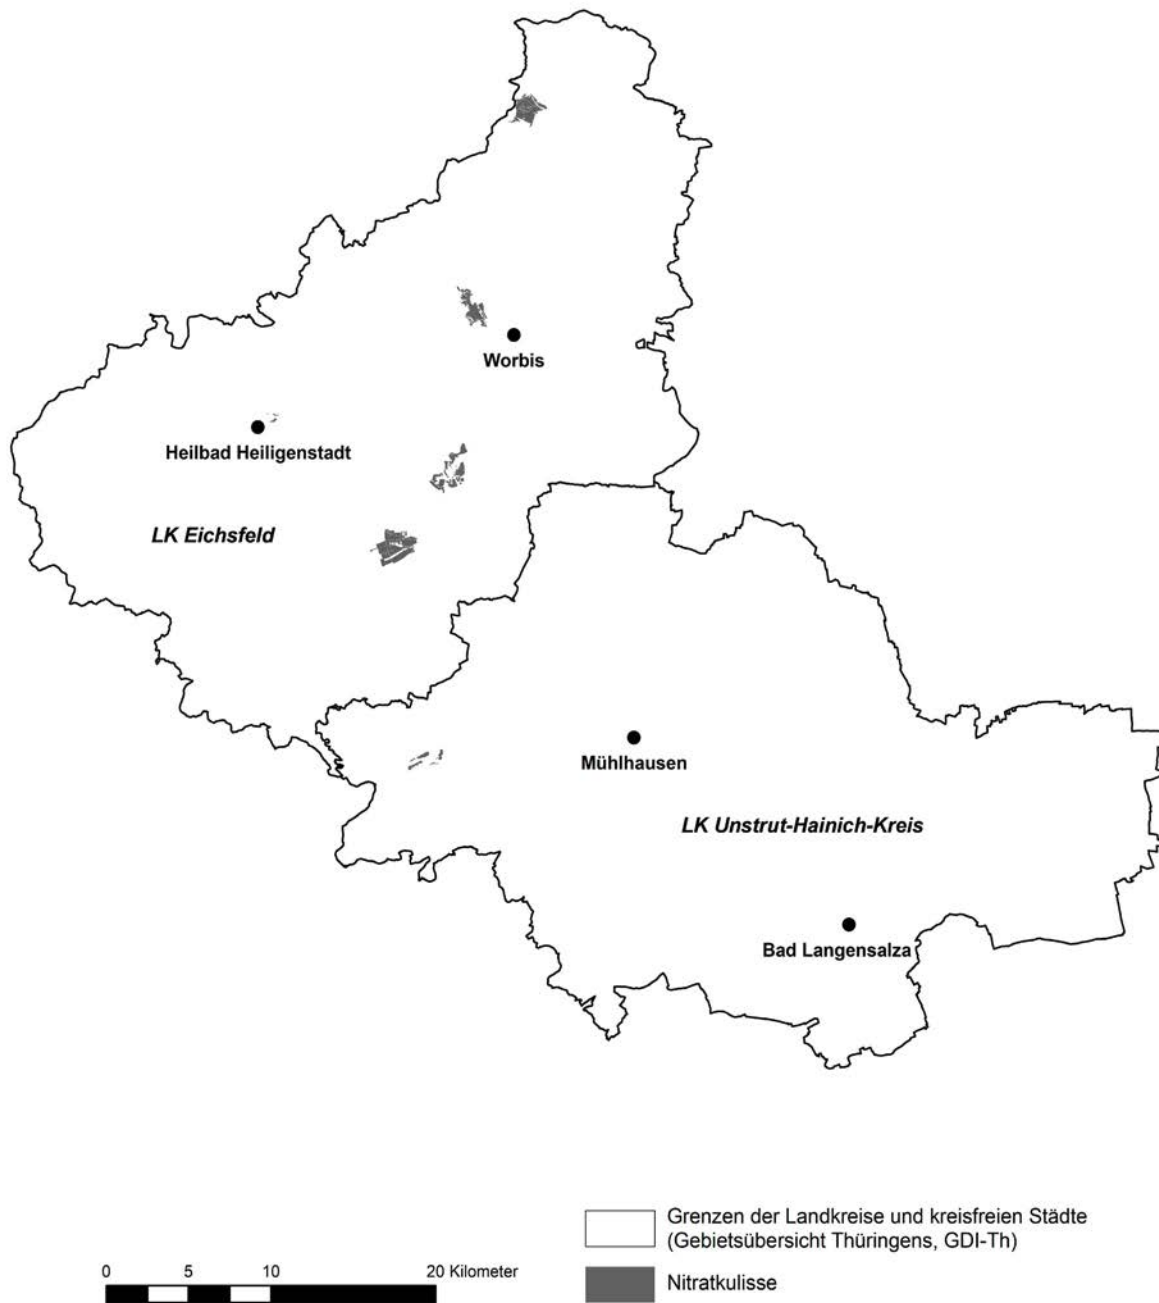 Worbis
Heilbad Heiligenstadt
LK Eichsfeld
Mühlhausen
LK Unstrut-Hainich-Kreis
Bad Langensalza
Grenzen der Landkreise und kreisfreien Städte
(Gebietsübersicht Thüringens, GDI-Th)
0 5 10 20 Kilometer
Nitratkulisse